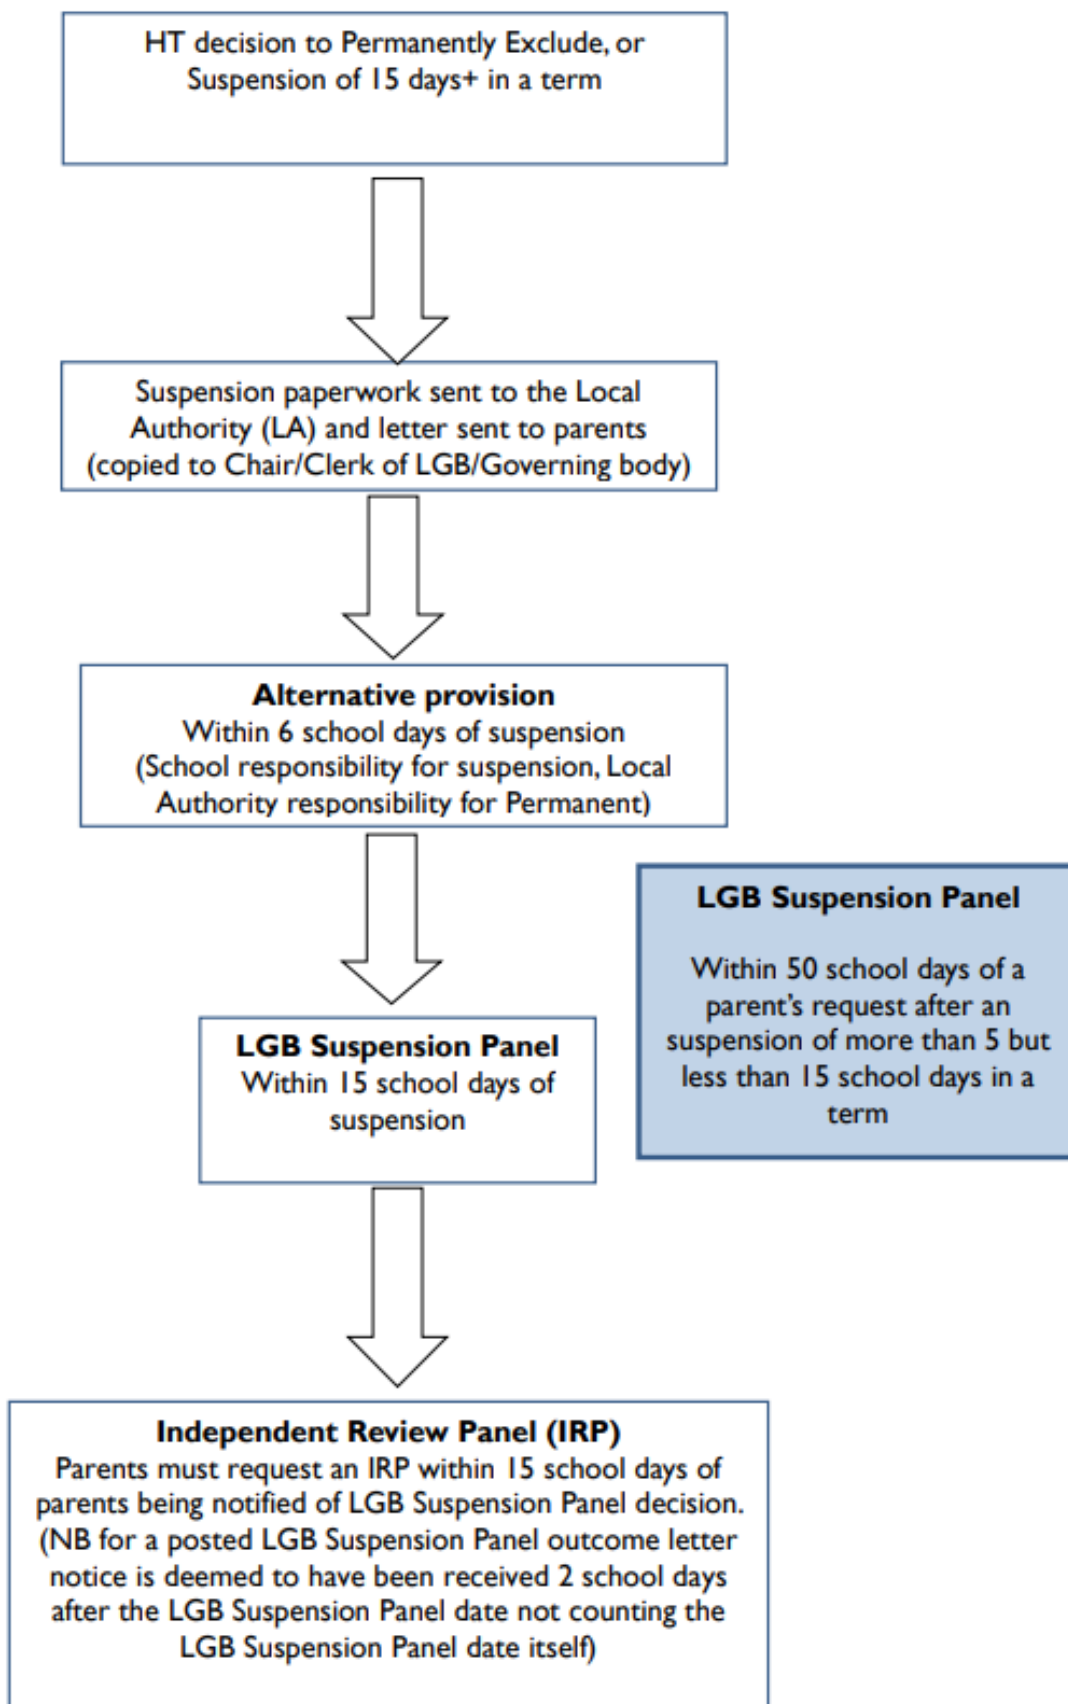 HT decision to Permanently Exclude, or
Suspension of 15 days+ in a term
Suspension paperwork sent to the Local
Authority (LA) and letter sent to parents
(copied to Chair/Clerk of LGB/Governing body)
Alternative provision
Within 6 school days of suspension
(School responsibility for suspension, Local
Authority responsibility for Permanent)
LGB Suspension Panel
Within 50 school days of a
parent's request after an
suspension of more than 5 but
less than 15 school days in a
term
LGB Suspension Panel
Within 15 school days of
suspension
Independent Review Panel (IRP)
Parents must request an IRP within 15 school days of
parents being notified of LGB Suspension Panel decision.
(NB for a posted LGB Suspension Panel outcome letter
notice is deemed to have been received 2 school days
after the LGB Suspension Panel date not counting the
LGB Suspension Panel date itself)